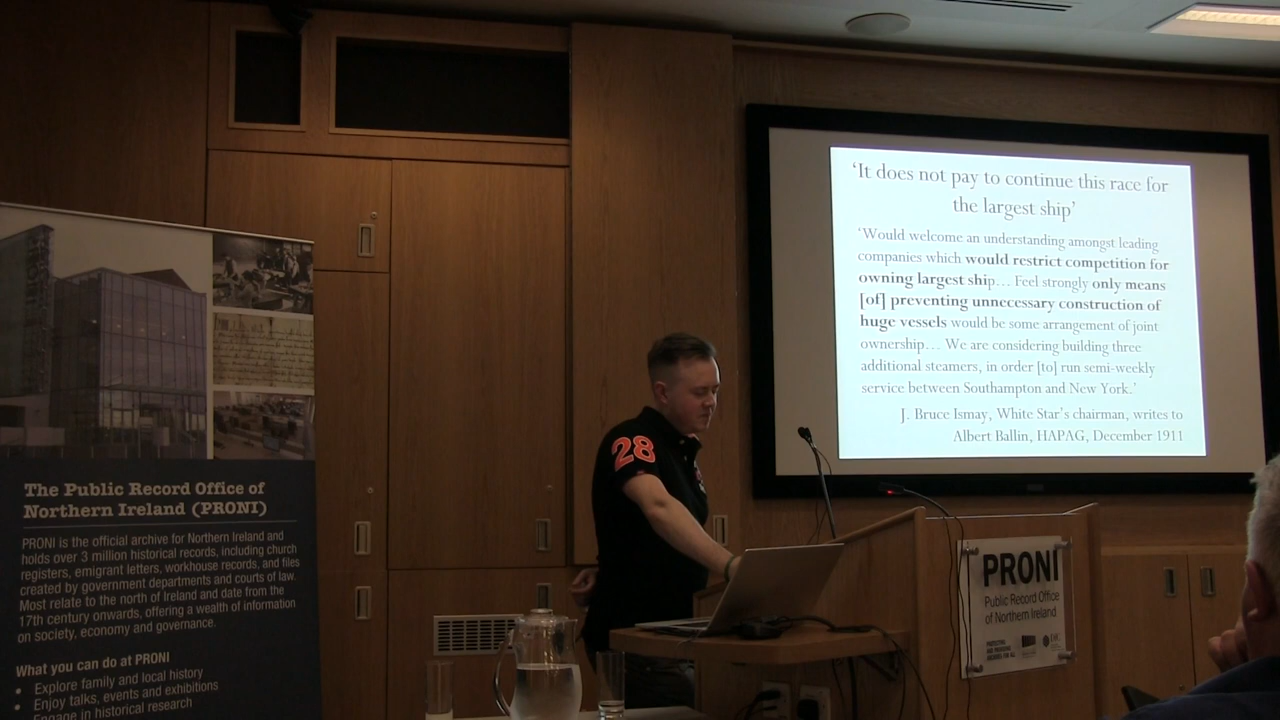 The Public Record Office of
Northern Ireland (PRONI)
PRONI is the official archive for Northern Ireland and
holds over 3 million historical records, including church
registers, emigrant letters, workhouse records, and files
created by government departments and courts of law.
Most relate to the north of Ireland and date from the
17th century onwards, offering a wealth of information
on society, economy and governance.
What you can do at PRONI
• Explore family and local history
• Enjoy talks, events and exhibitions
• Engage in historical research
28
‘It does not pay to continue this race for
the largest ship’
‘Would welcome an understanding amongst leading
companies which would restrict competition for
owning largest ship… Feel strongly only means
[of] preventing unnecessary construction of
huge vessels would be some arrangement of joint
ownership… We are considering building three
additional steamers, in order [to] run semi-weekly
service between Southampton and New York.’
J. Bruce Ismay, White Star’s chairman, writes to
Albert Ballin, HAPAG, December 1911
PRONI
Public Record Office
of Northern Ireland